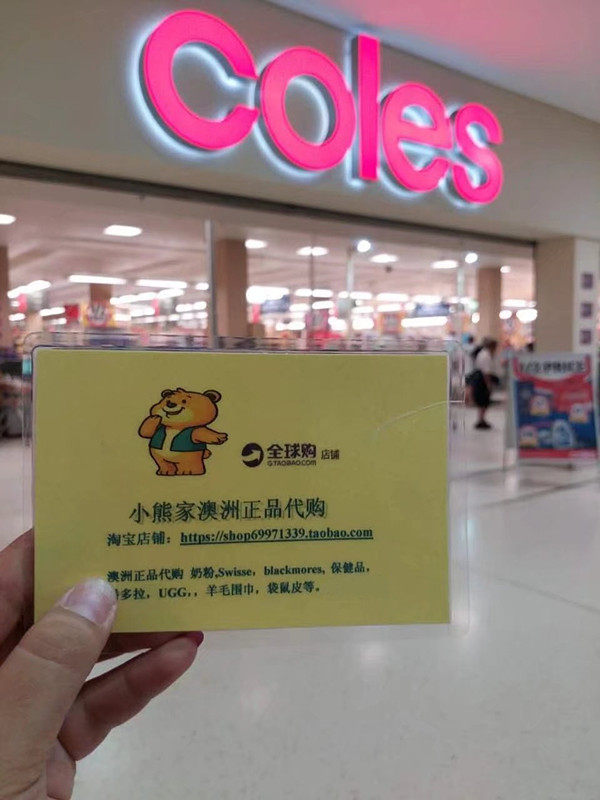 coles
全球购 店铺
G.TAOBAO.COM
小熊家澳洲正品代购
淘宝店铺：https://shop69971339.taobao.com
澳洲正品代购 奶粉,Swisse，blackmores, 保健品，
多拉，UGG,，羊毛围巾，袋鼠皮等。